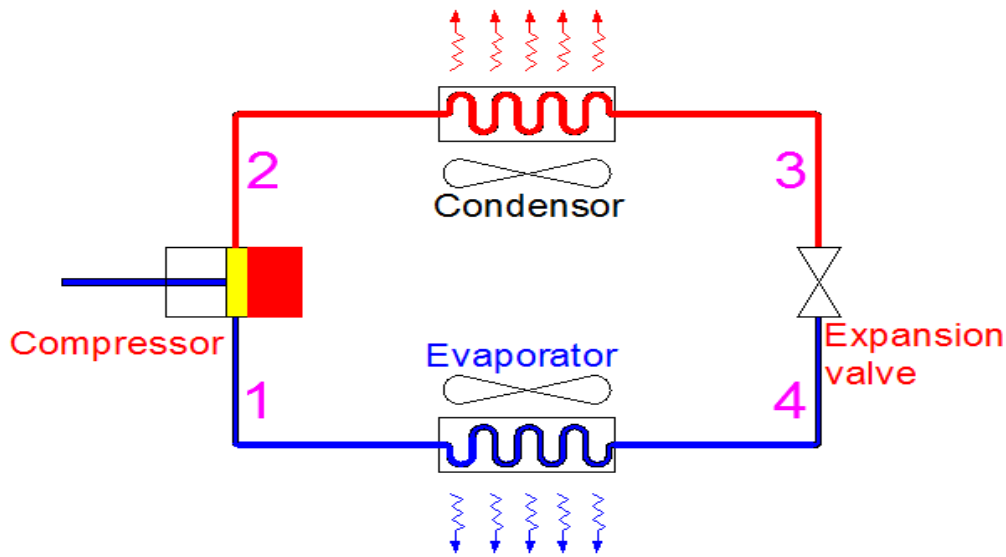 2
3
Condensor
Compressor
Expansion
valve
Evaporator
1
4